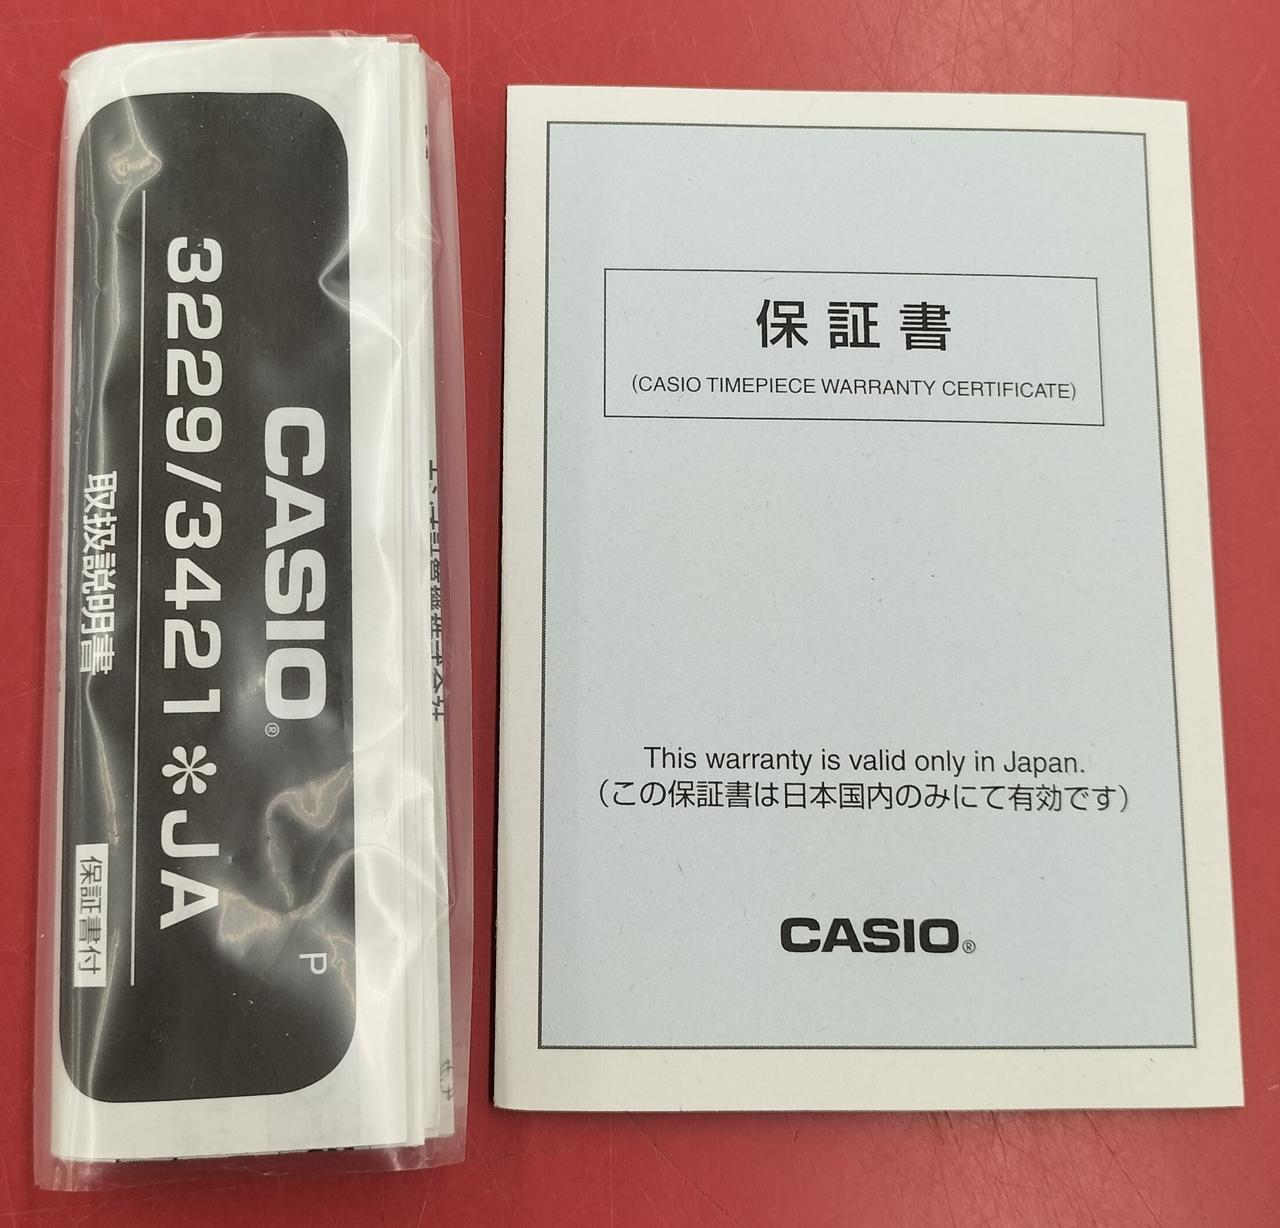 CASIO®
3229/3421※JA
取扱説明書
保証書付
P
保証書
(CASIO TIMEPIECE WARRANTY CERTIFICATE)
This warranty is valid only in Japan.
(この保証書は日本国内のみにて有効です)
CASIO®